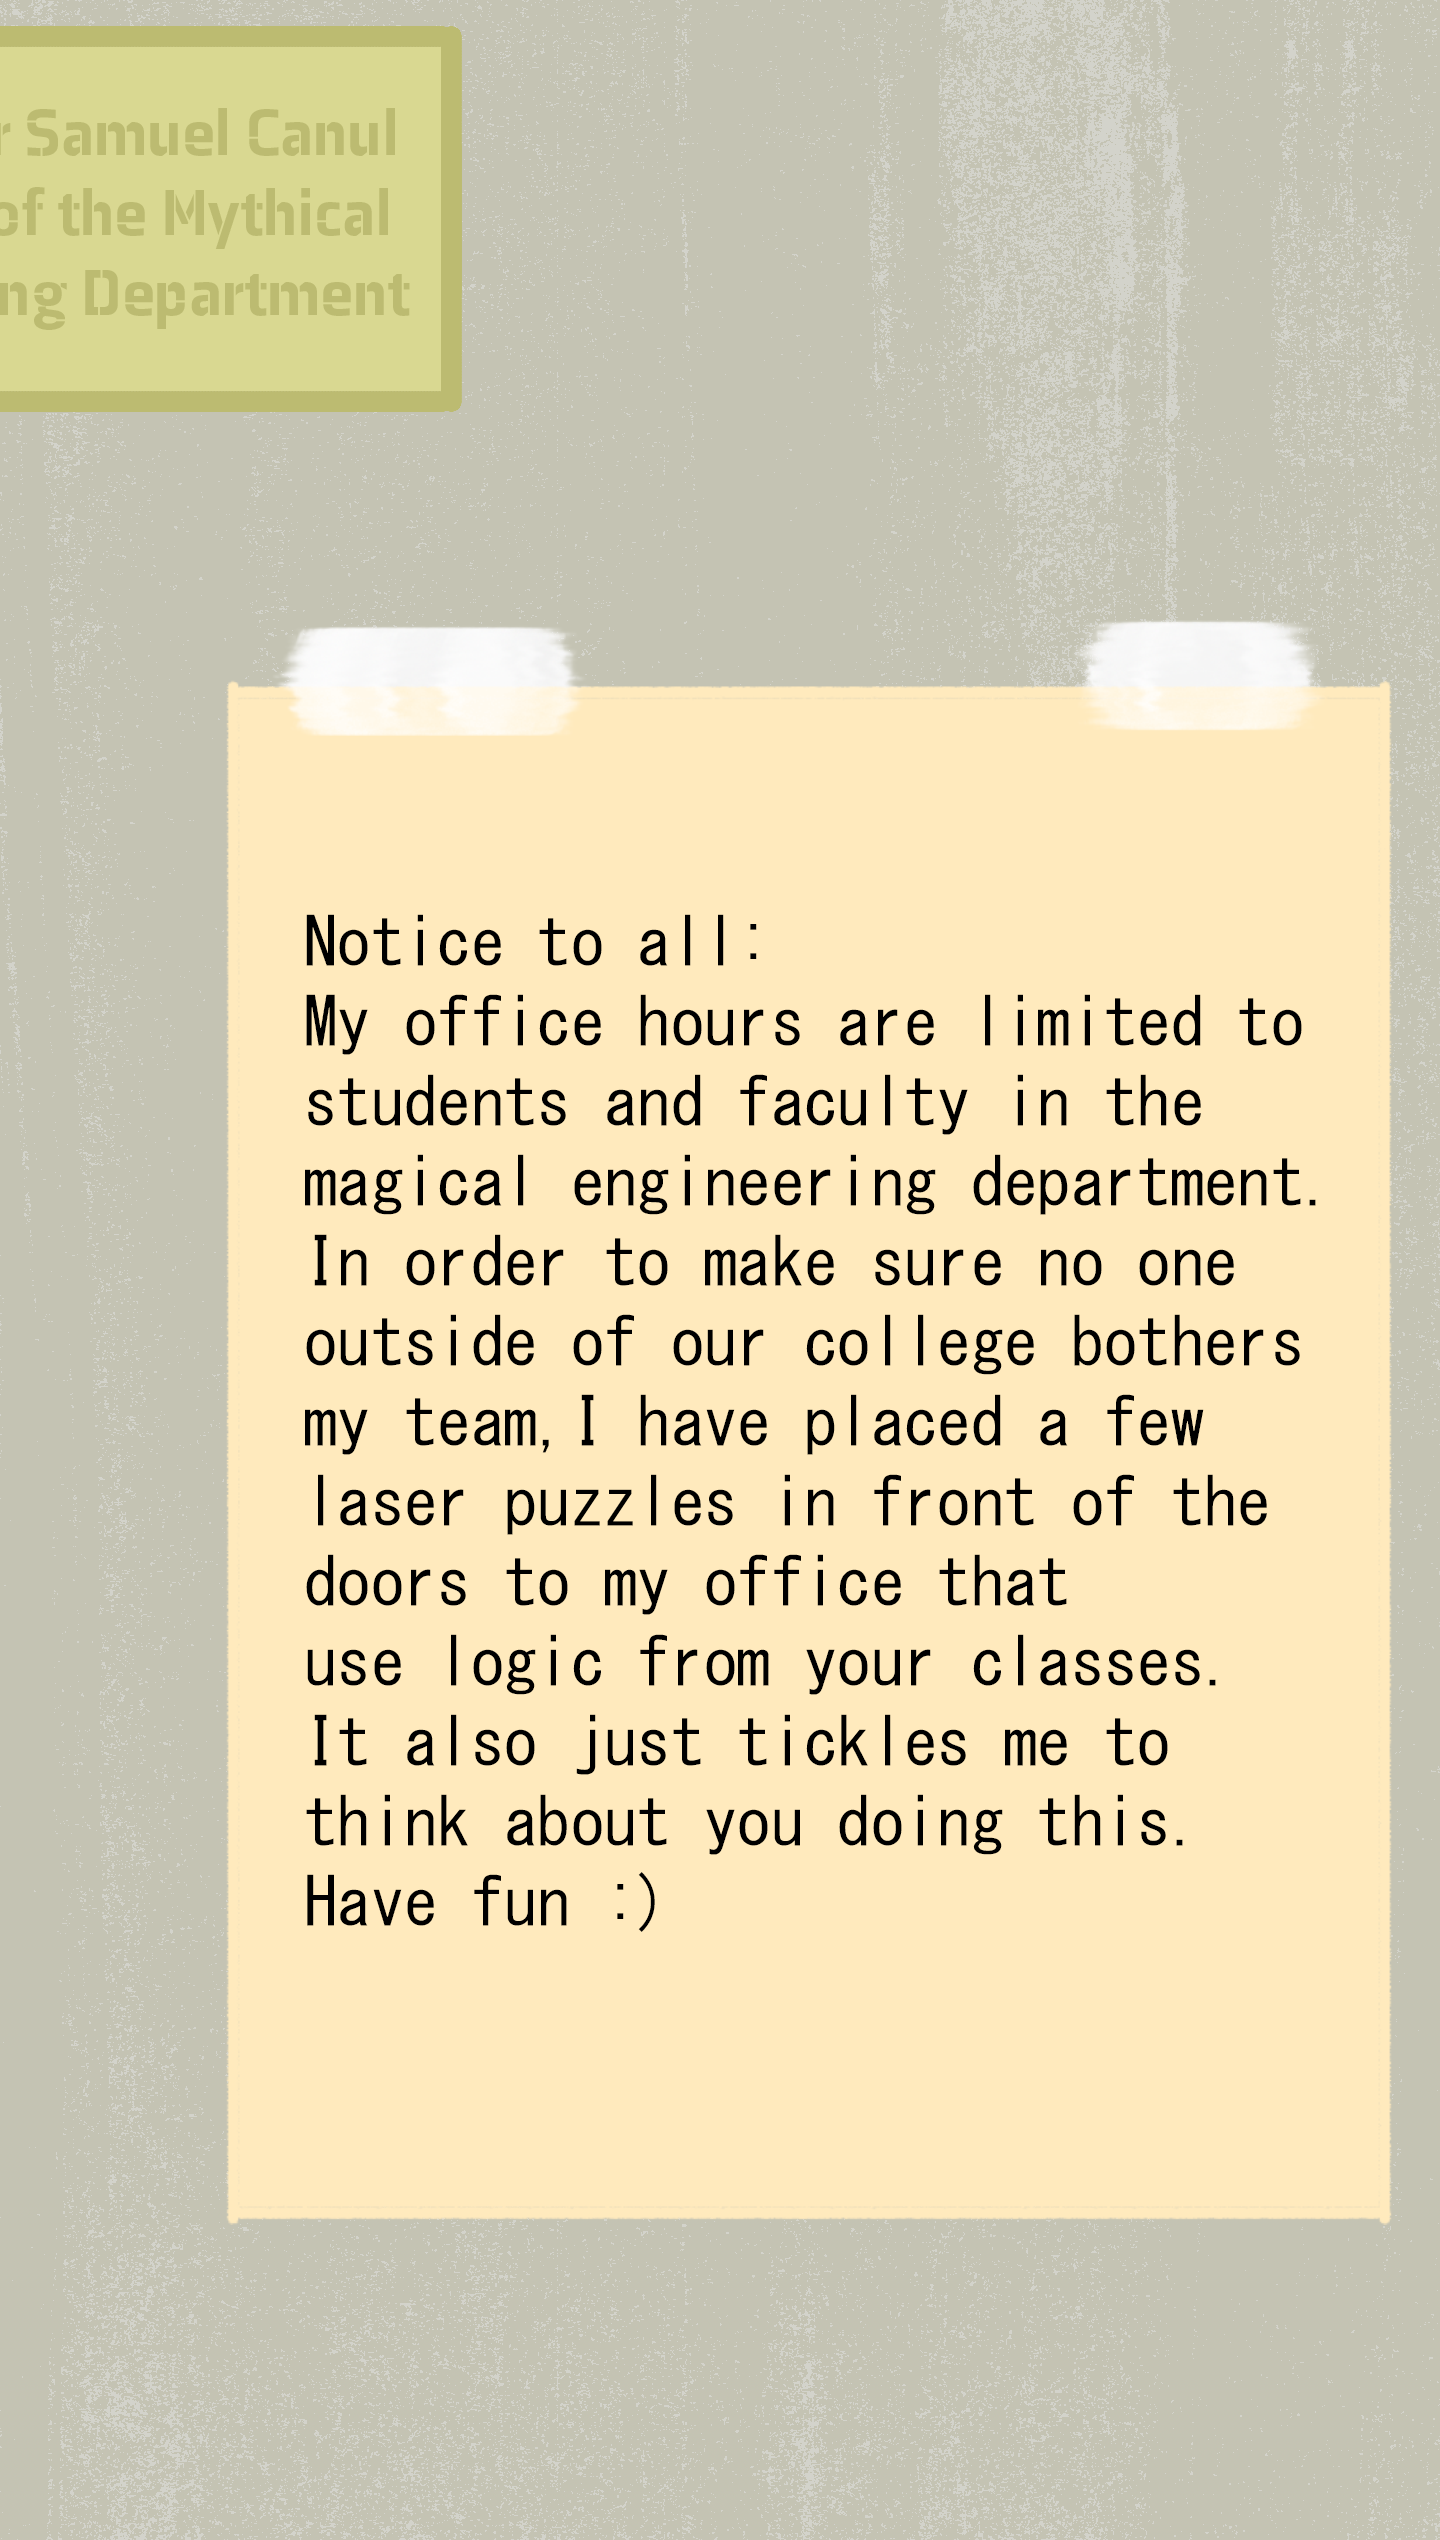 r Samuel Canul
of the Mythical
ng Department
Notice to all:
My office hours are limited to
students and faculty in the
magical engineering department.
In order to make sure no one
outside of our college bothers
my team,I have placed a few
laser puzzles in front of the
doors to my office that
use logic from your classes.
It also just tickles me to
think about you doing this.
Have fun :)